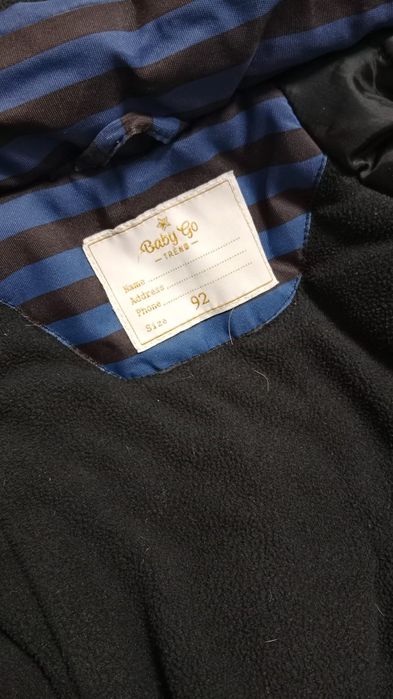 Baby Go
— TREND —
Name
Address
Phone
Size 92